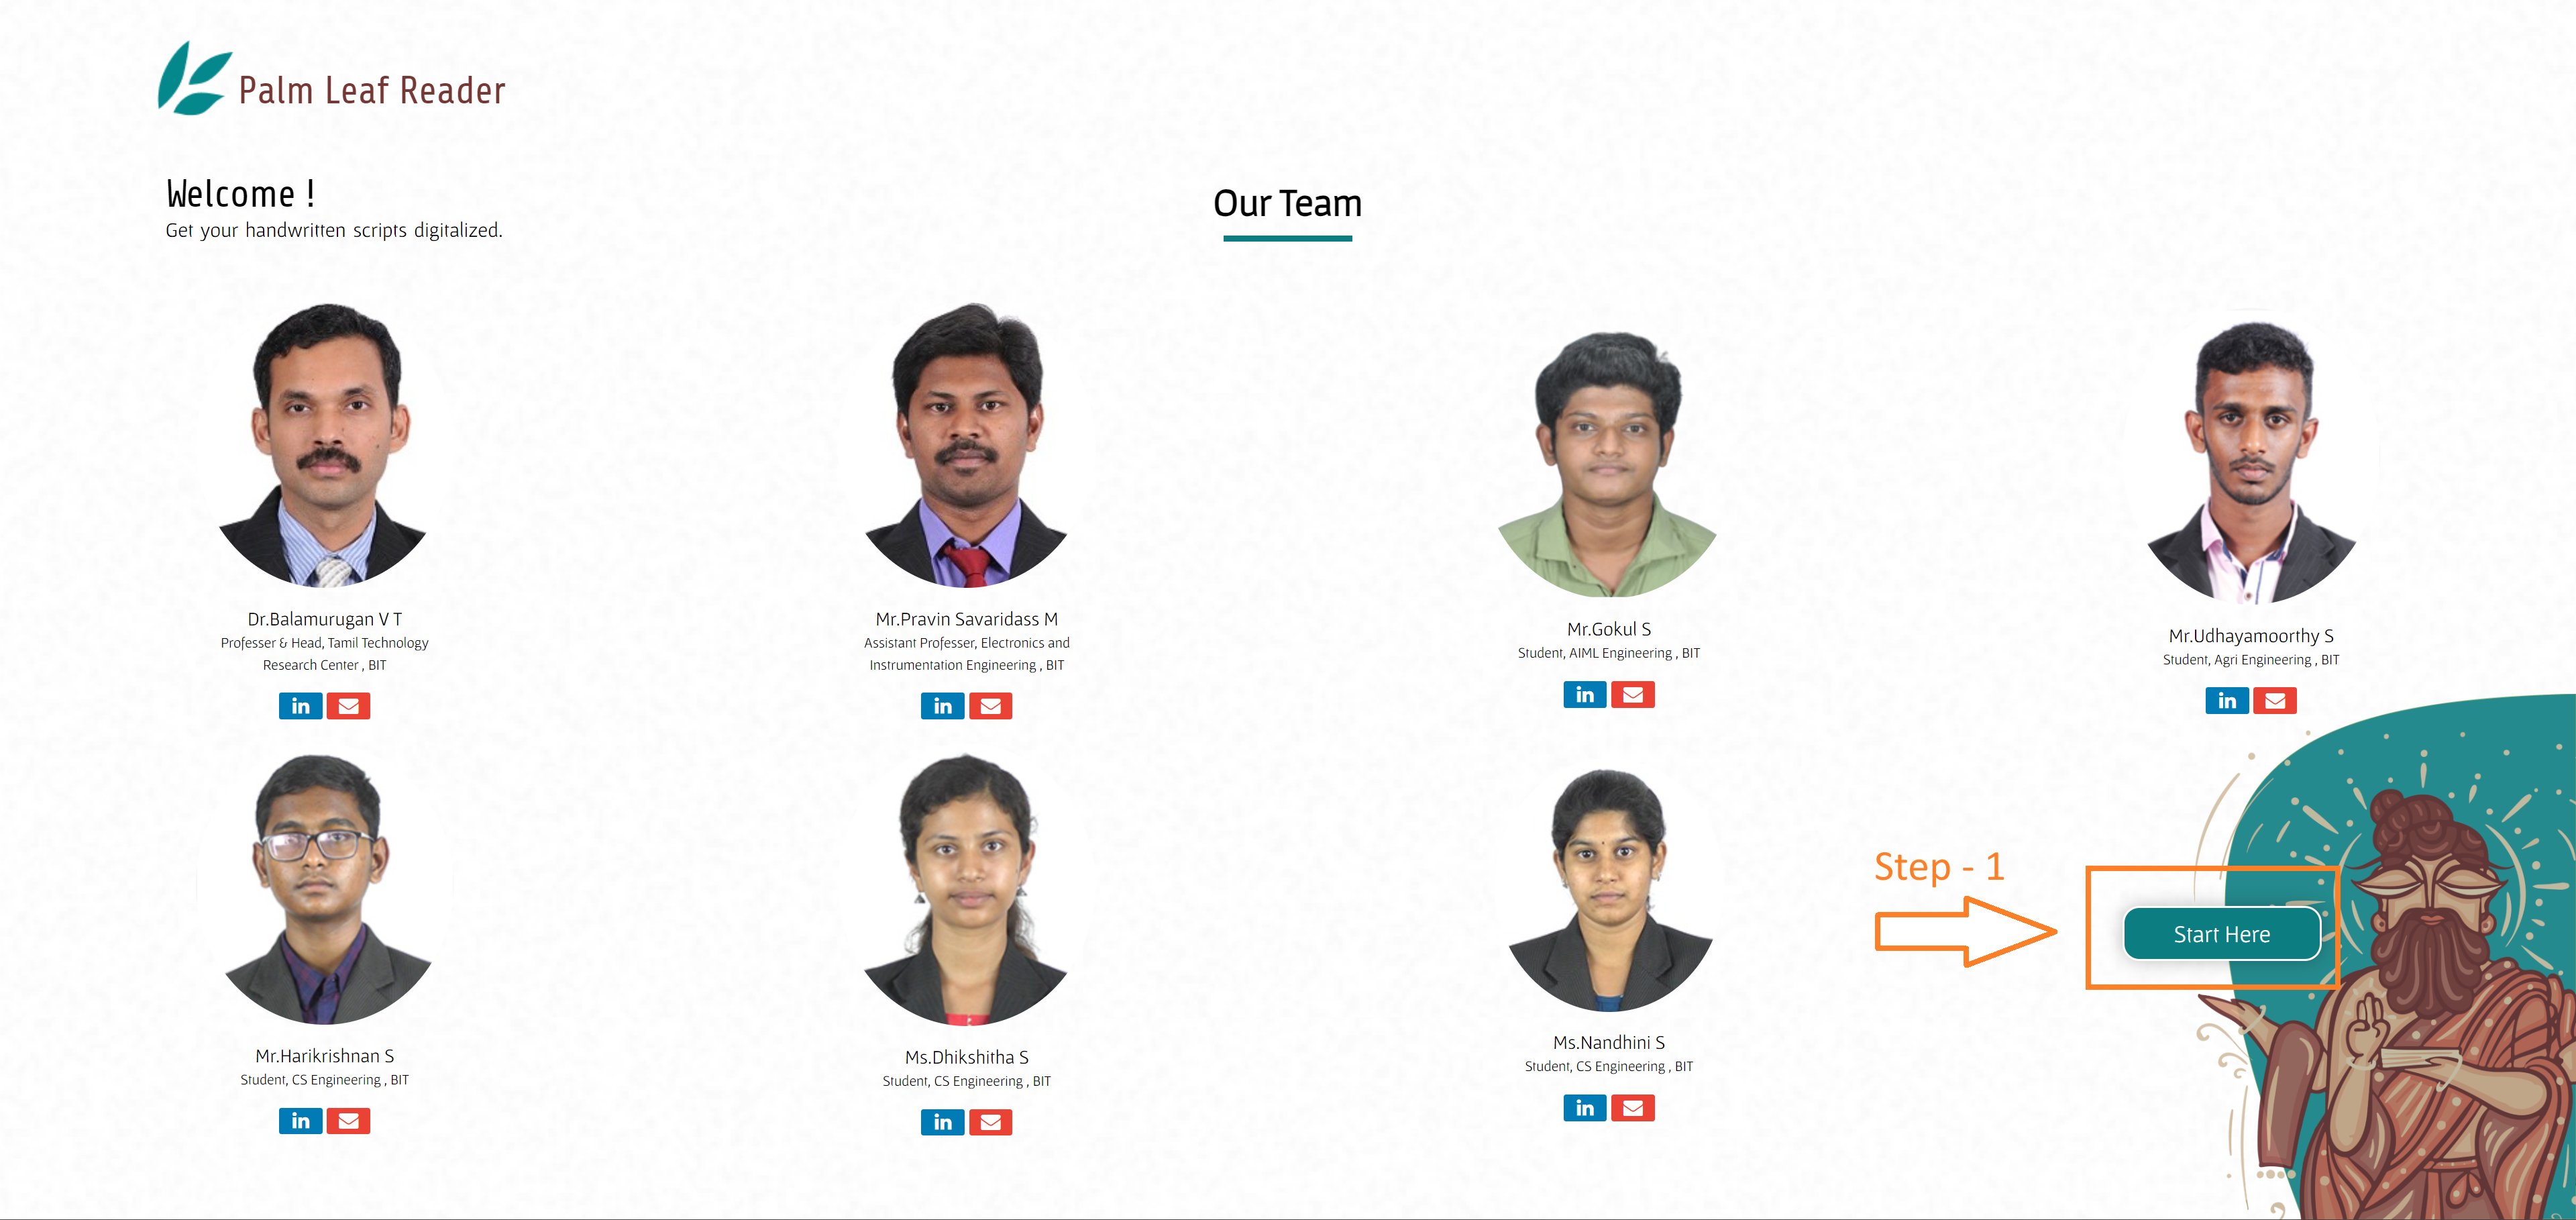 Palm Leaf Reader
Welcome !
Get your handwritten scripts digitalized.
Our Team
Dr.Balamurugan V T
Professer & Head, Tamil Technology
Research Center , BIT
in
Mr.Pravin Savaridass M
Assistant Professer, Electronics and
Instrumentation Engineering , BIT
in
Mr.Gokul S
Student, AIML Engineering , BIT
in
Mr.Udhayamoorthy S
Student, Agri Engineering , BIT
in
Mr.Harikrishnan S
Student, CS Engineering , BIT
in
Ms.Dhikshitha S
Student, CS Engineering , BIT
in
Ms.Nandhini S
Student, CS Engineering , BIT
in
Step - 1
Start Here